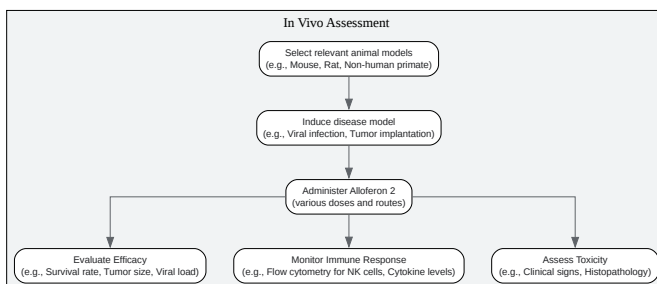 In Vivo Assessment
Select relevant animal models
(e.g., Mouse, Rat, Non-human primate)
Induce disease model
(e.g., Viral infection, Tumor implantation)
Administer Alloferon 2
(various doses and routes)
Evaluate Efficacy
(e.g., Survival rate, Tumor size, Viral load)
Monitor Immune Response
(e.g., Flow cytometry for NK cells, Cytokine levels)
Assess Toxicity
(e.g., Clinical signs, Histopathology)